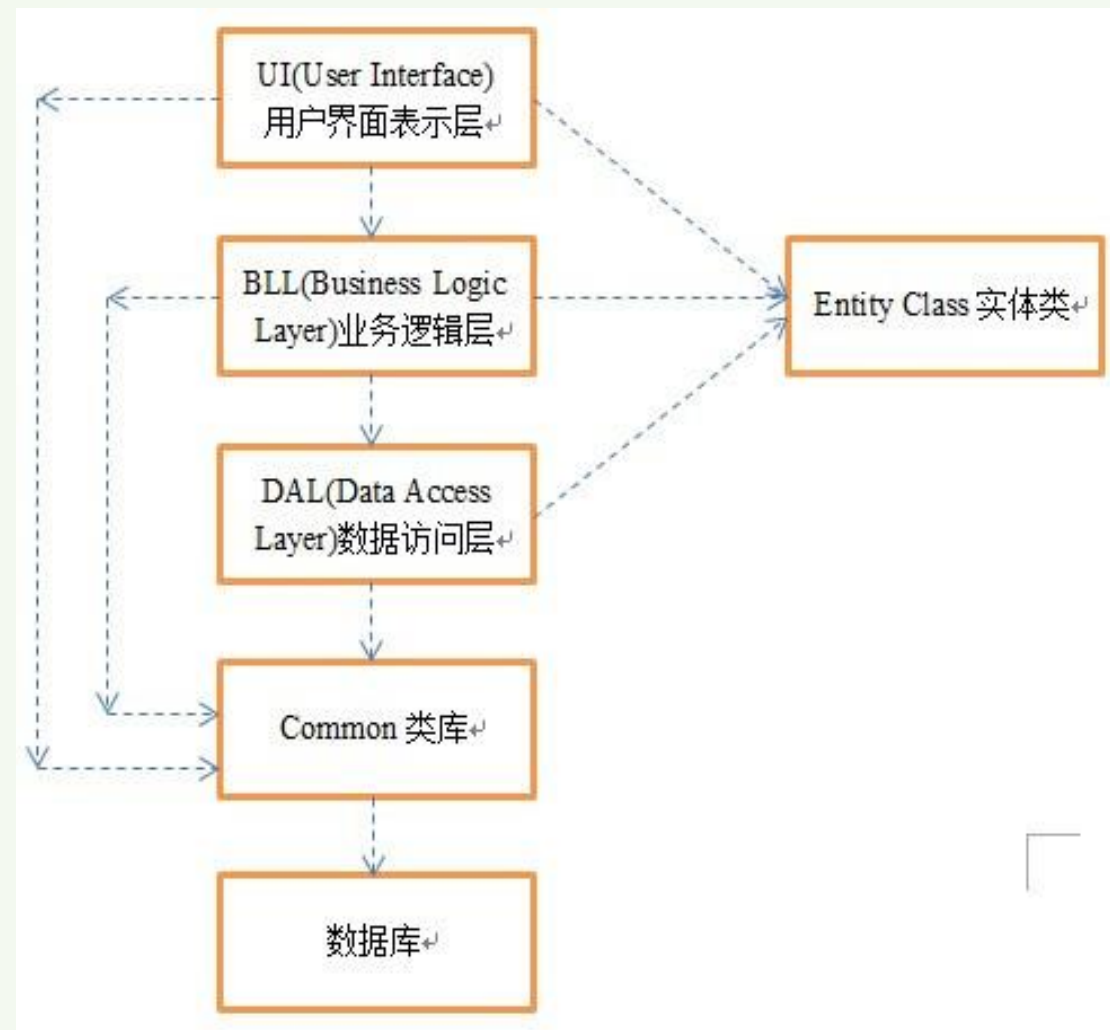 UI(User Interface)
用户界面表示层↵
BLL(Business Logic
Layer)业务逻辑层↵
Entity Class 实体类↵
DAL(Data Access
Layer)数据访问层↵
Common 类库↵
数据库↵